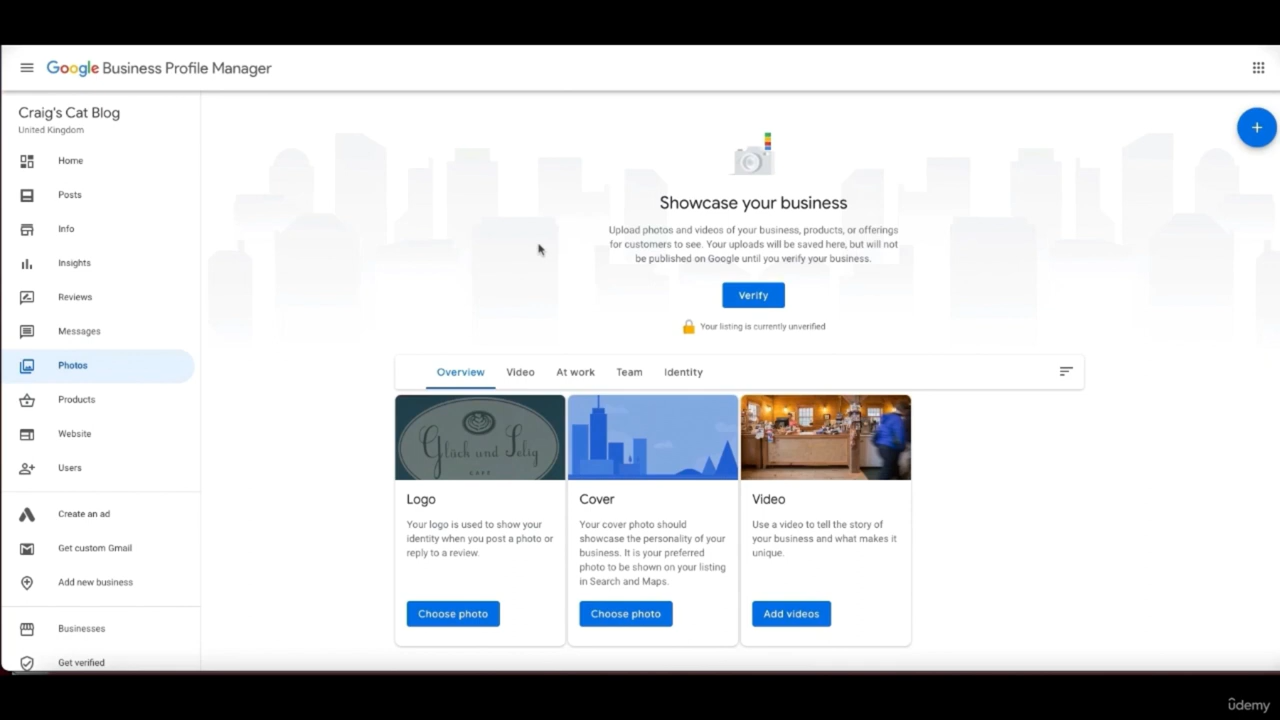 Google Business Profile Manager
Craig's Cat Blog
United Kingdom
Home
Posts
Info
Insights
Reviews
Messages
Photos
Products
Website
Users
Create an ad
Get custom Gmail
Add new business
Businesses
Get verified
Showcase your business
Upload photos and videos of your business, products, or offerings
for customers to see. Your uploads will be saved here, but will not
be published on Google until you verify your business.
Verify
Your listing is currently unverified
Overview Video At work Team Identity
Glück und Selig
CAFE
Logo
Your logo is used to show your
identity when you post a photo or
reply to a review.
Choose photo
Cover
Your cover photo should
showcase the personality of your
business. It is your preferred
photo to be shown on your listing
in Search and Maps.
Choose photo
Video
Use a video to tell the story of
your business and what makes it
unique.
Add videos
udemy